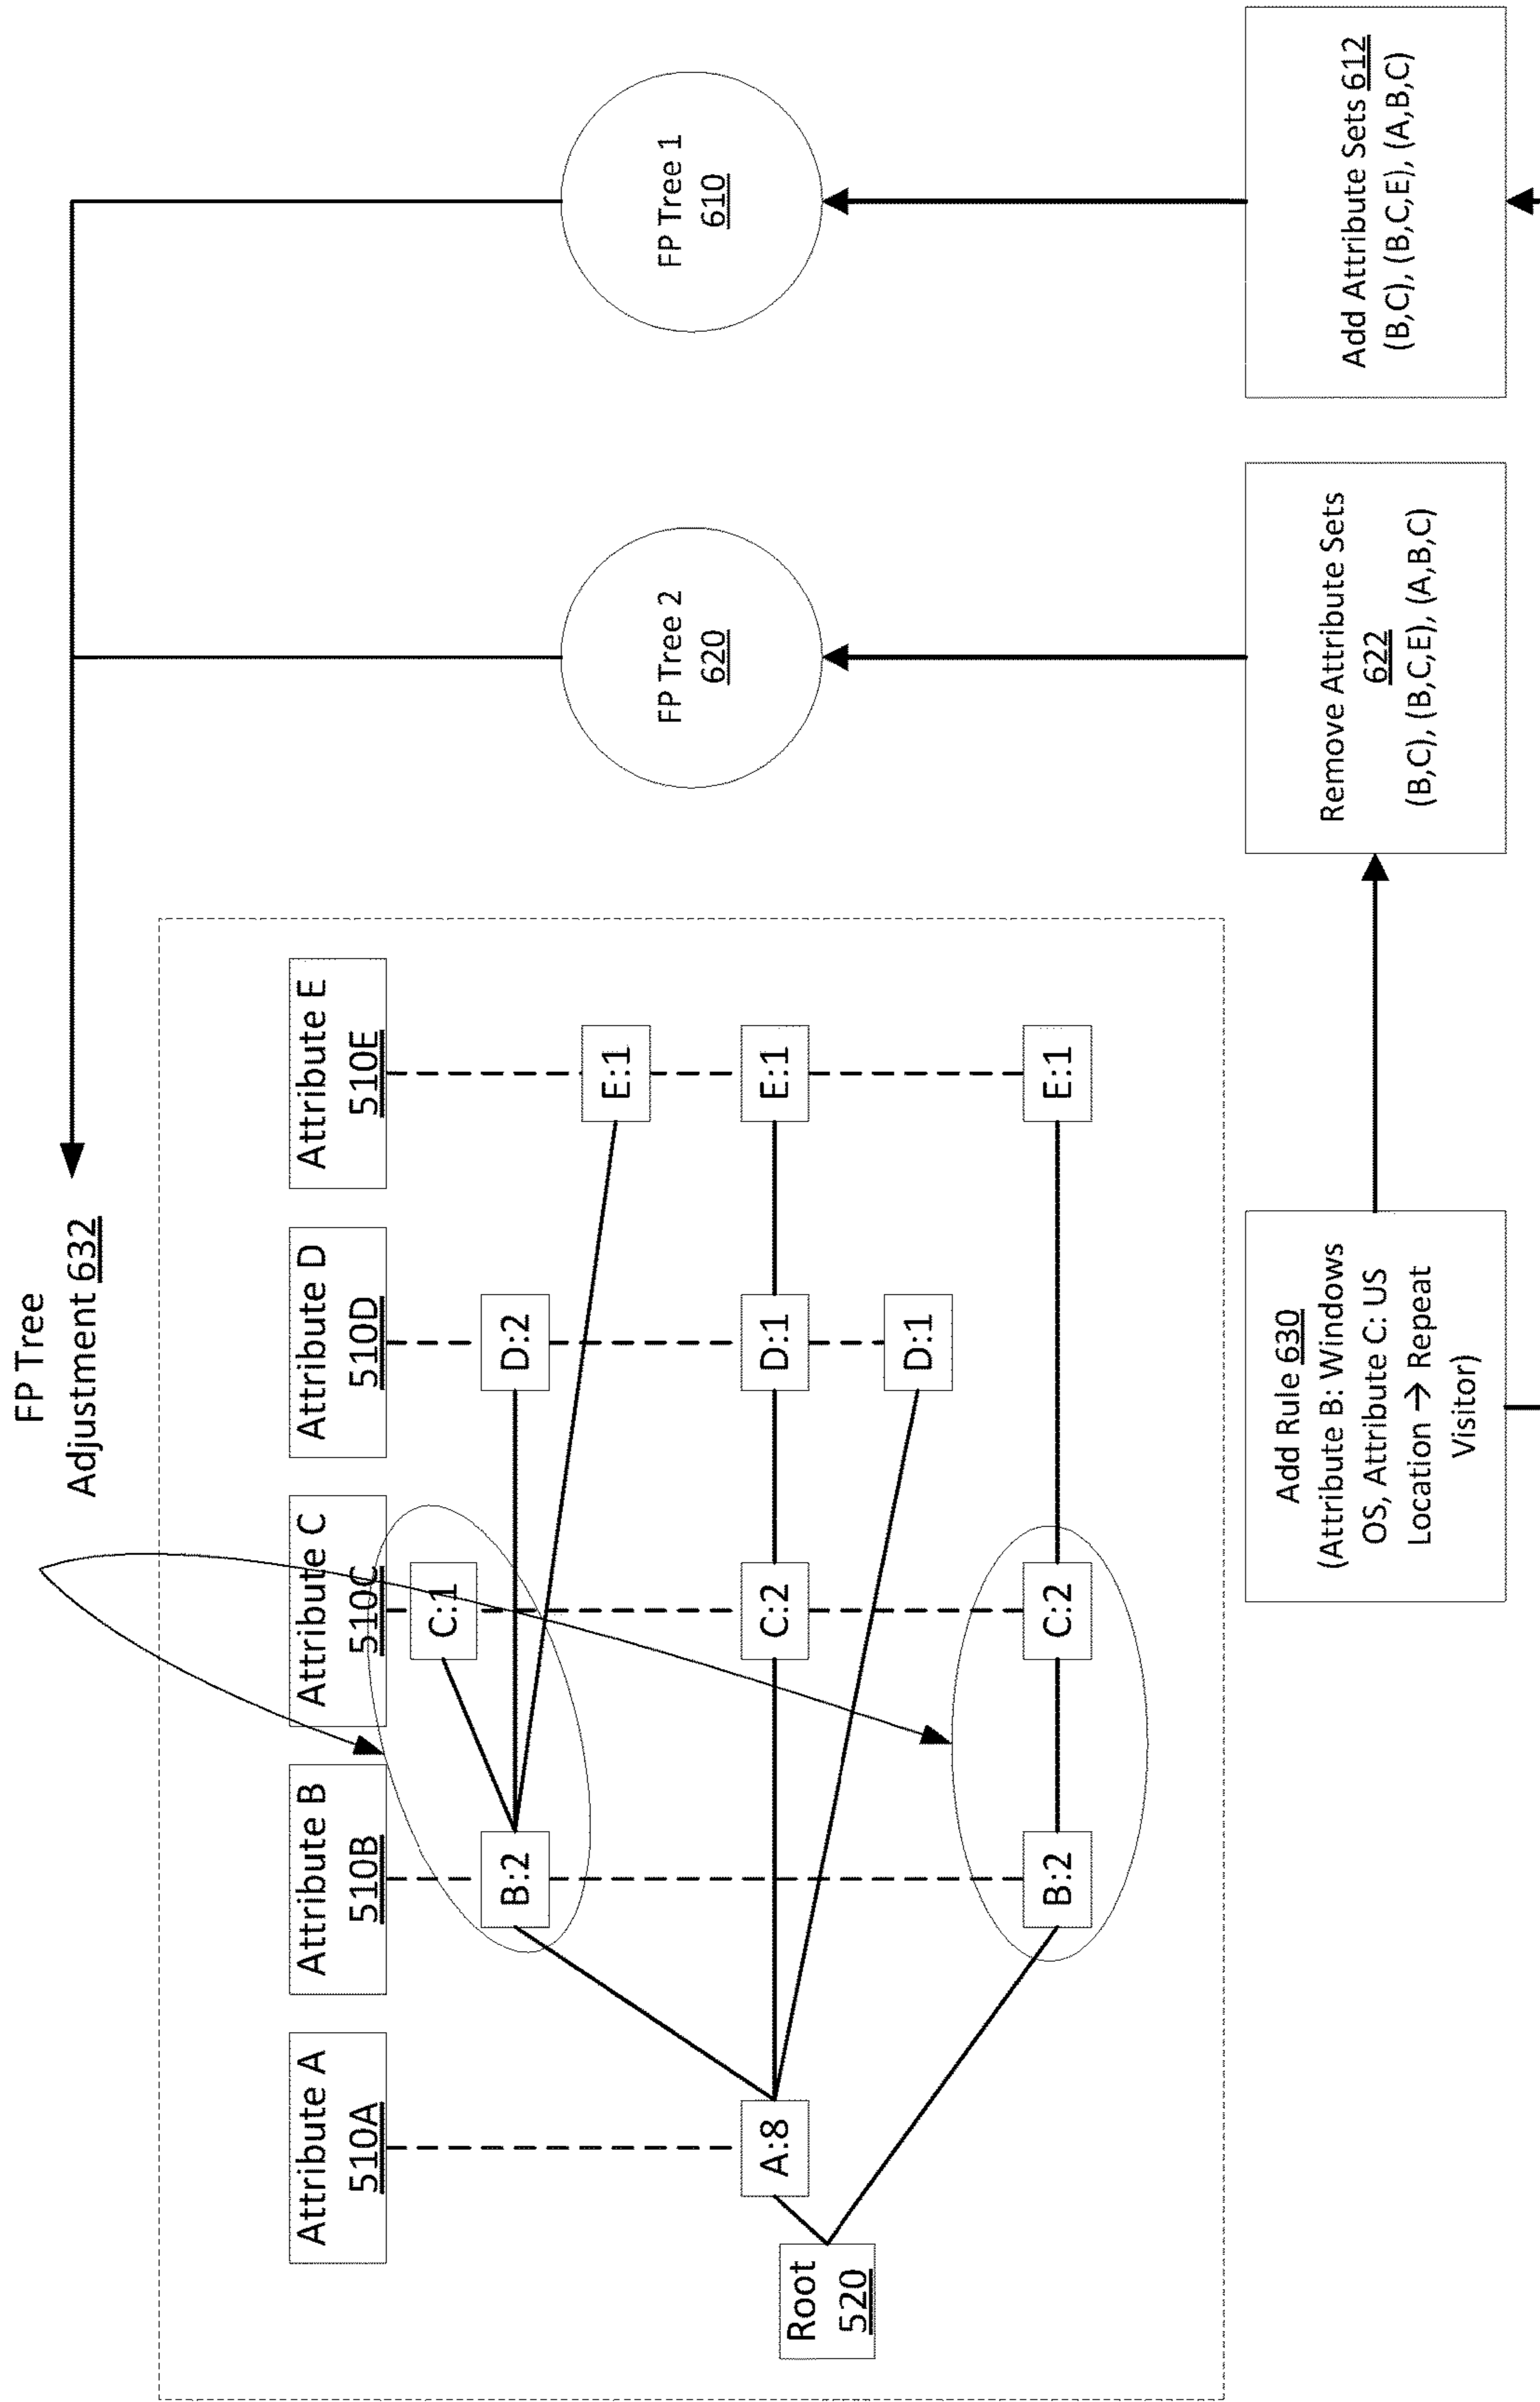 FP Tree
Adjustment 632
Attribute A
510A
Attribute B
510B
Attribute C
510C
Attribute D
510D
Attribute E
510E
C:1
B:2
D:2
E:1
Root
520
A:8
C:2
D:1
E:1
D:1
B:2
C:2
E:1
FP Tree 2
620
FP Tree 1
610
Add Rule 630
(Attribute B: Windows
OS, Attribute C: US
Location → Repeat
Visitor)
Remove Attribute Sets
622
(B,C), (B,C,E), (A,B,C)
Add Attribute Sets 612
(B,C), (B,C,E), (A,B,C)